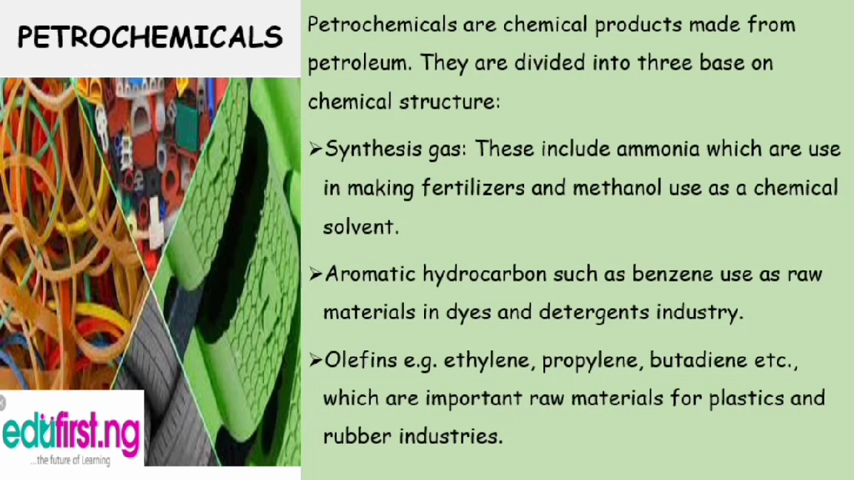 PETROCHEMICALS
Petrochemicals are chemical products made from
petroleum. They are divided into three base on
chemical structure:
➢Synthesis gas: These include ammonia which are use
in making fertilizers and methanol use as a chemical
solvent.
➢Aromatic hydrocarbon such as benzene use as raw
materials in dyes and detergents industry.
➢Olefins e.g. ethylene, propylene, butadiene etc.,
which are important raw materials for plastics and
rubber industries.
edufirst.ng
...the future of Learning